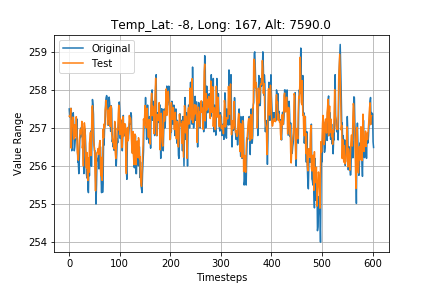 Temp_Lat: -8, Long: 167, Alt: 7590.0
Original
Test
Value Range
259
258
257
256
255
254
0
100
200
300
400
500
600
Timesteps